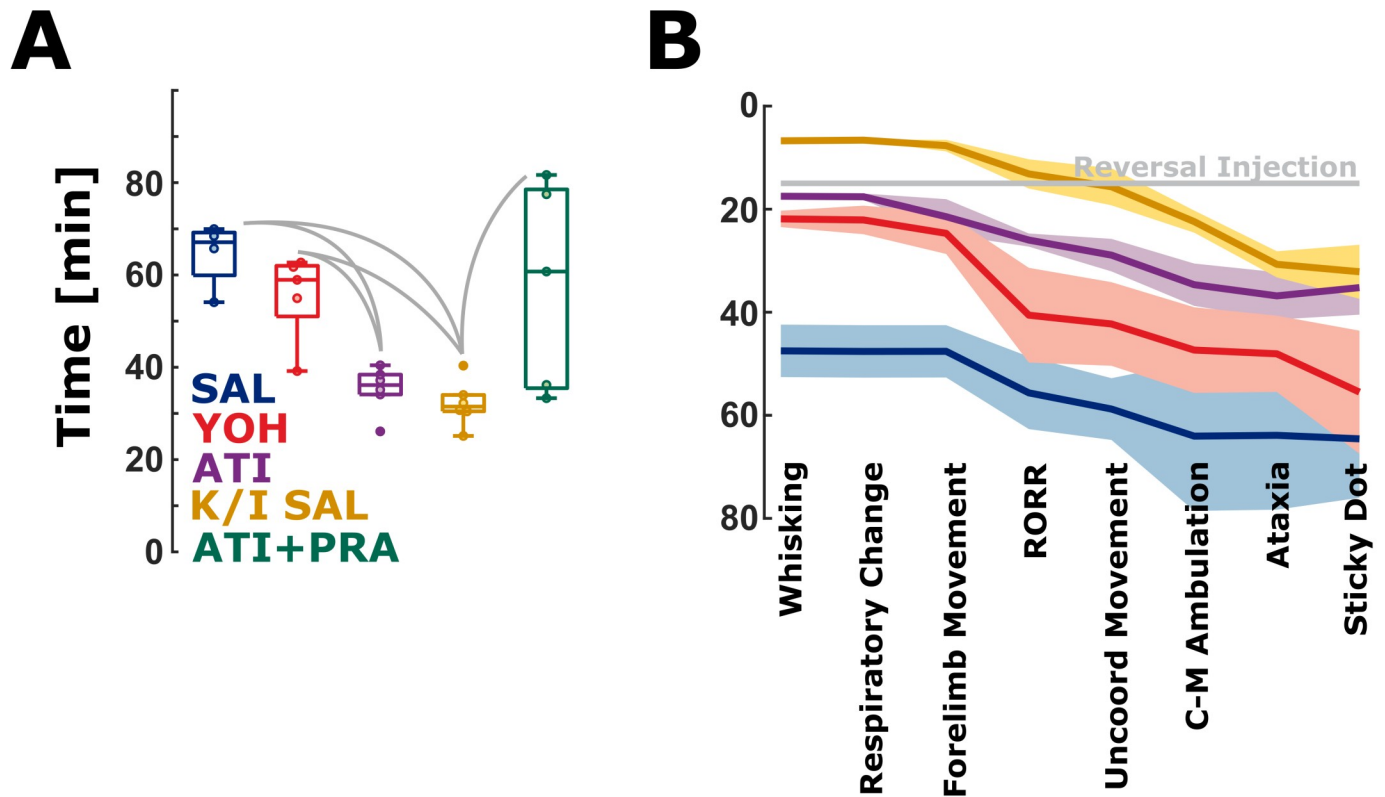 A
Time [min]
80
60
40
20
0
SAL
YOH
ATI
K/I SAL
ATI+PRA
B
0
20
40
60
80
Reversal Injection
Whisking
Respiratory Change
Forelimb Movement
RORR
Uncoord Movement
C-M Ambulation
Ataxia
Sticky Dot